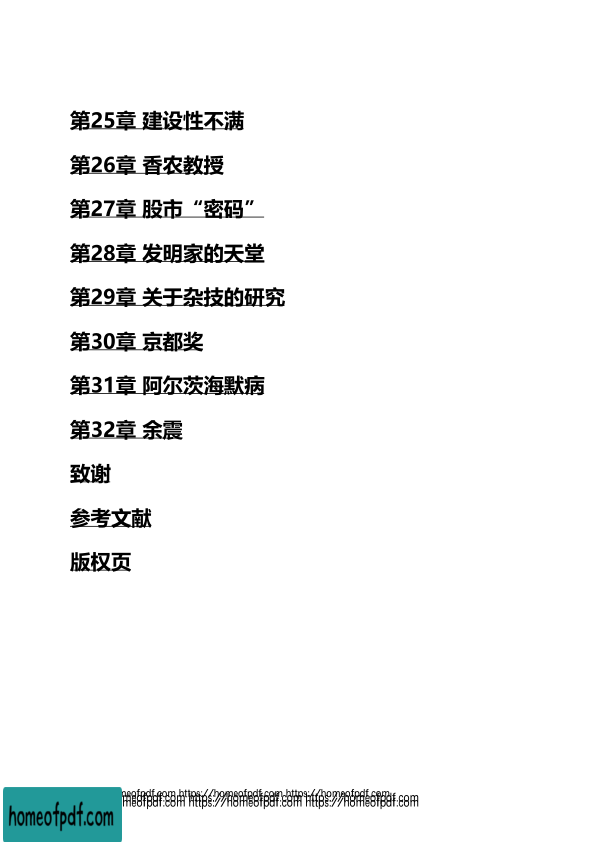 第25章 建设性不满
第26章 香农教授
第27章 股市“密码”
第28章 发明家的天堂
第29章 关于杂技的研究
第30章 京都奖
第31章 阿尔茨海默病
第32章 余震
致谢
参考文献
版权页
meofpdf.com https://homeofpdf.com https://homeofpdf.com
meofpdf.com https://homeofpdf.com https://homeofpdf.com
homeofpdf.com